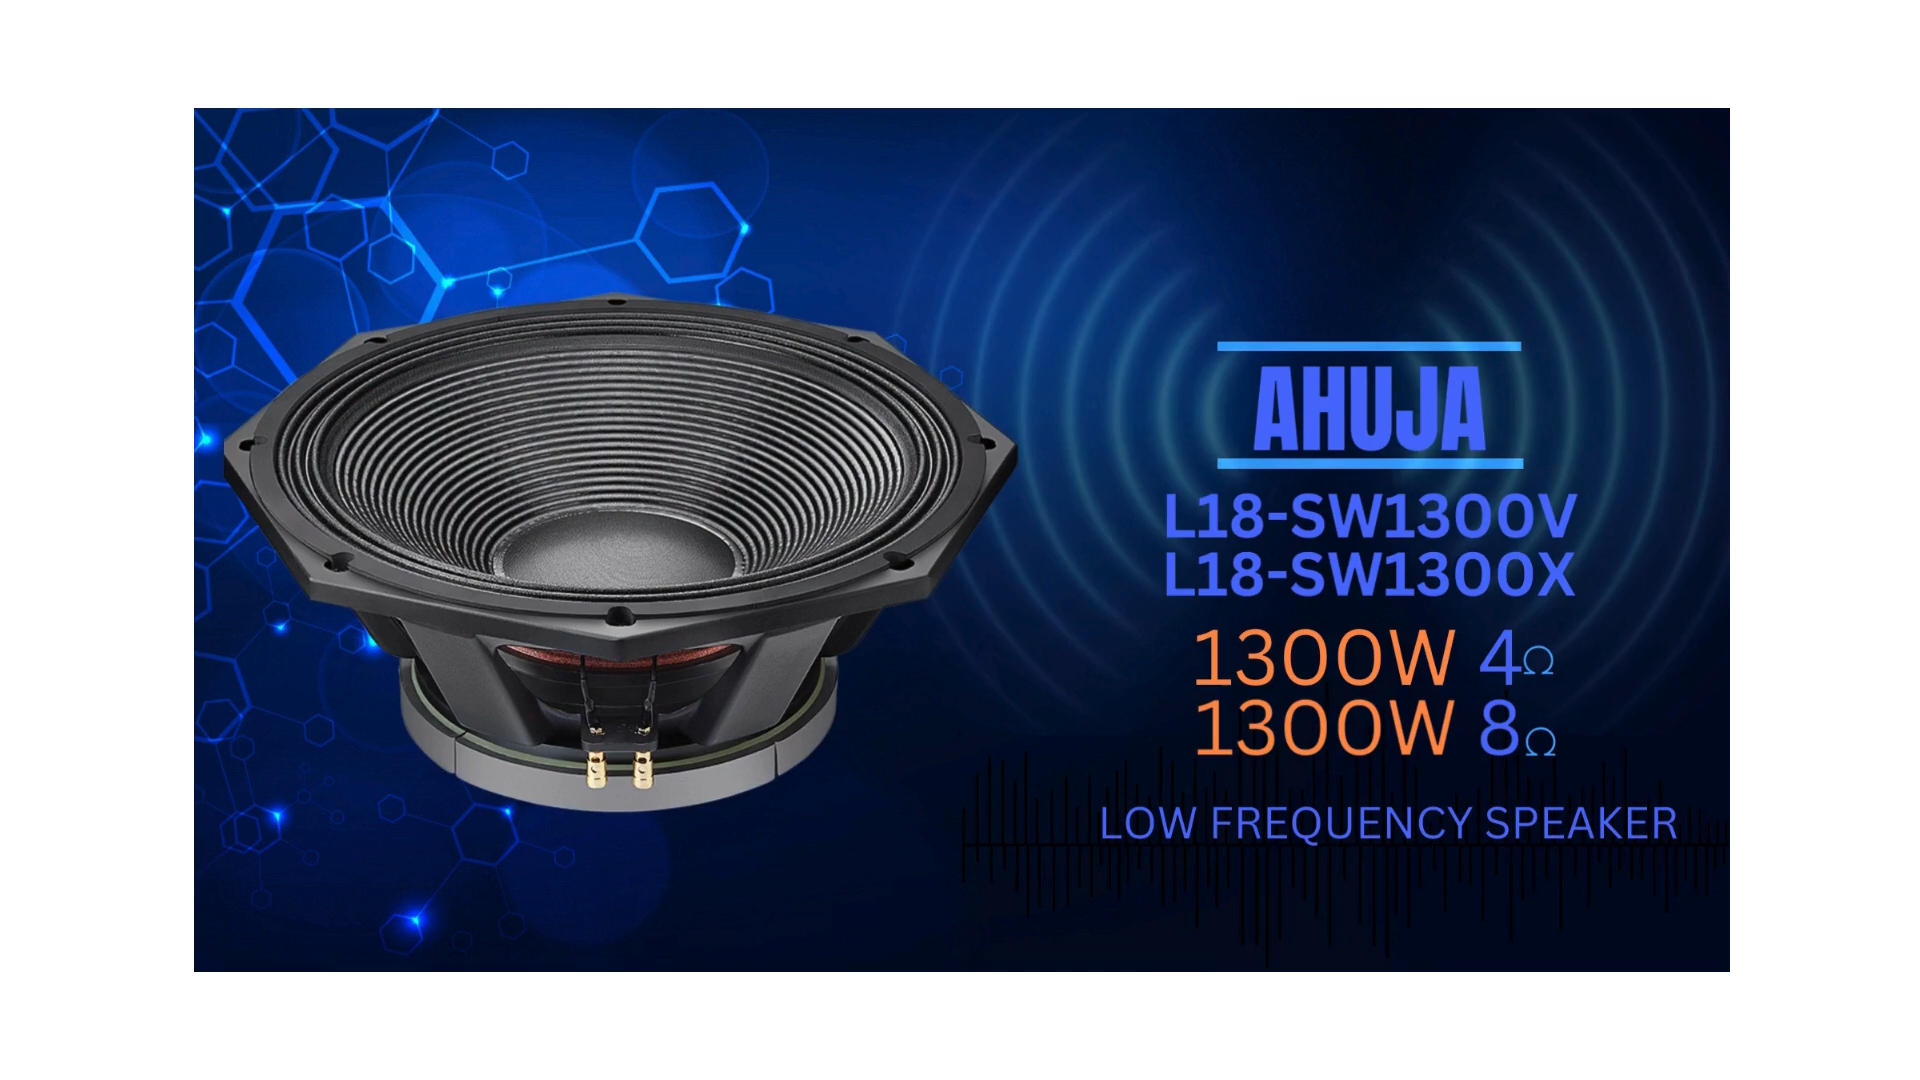 AHUJA
L18-SW1300V
L18-SW1300X
1300W 4Ω
1300W 8Ω
LOW FREQUENCY SPEAKER